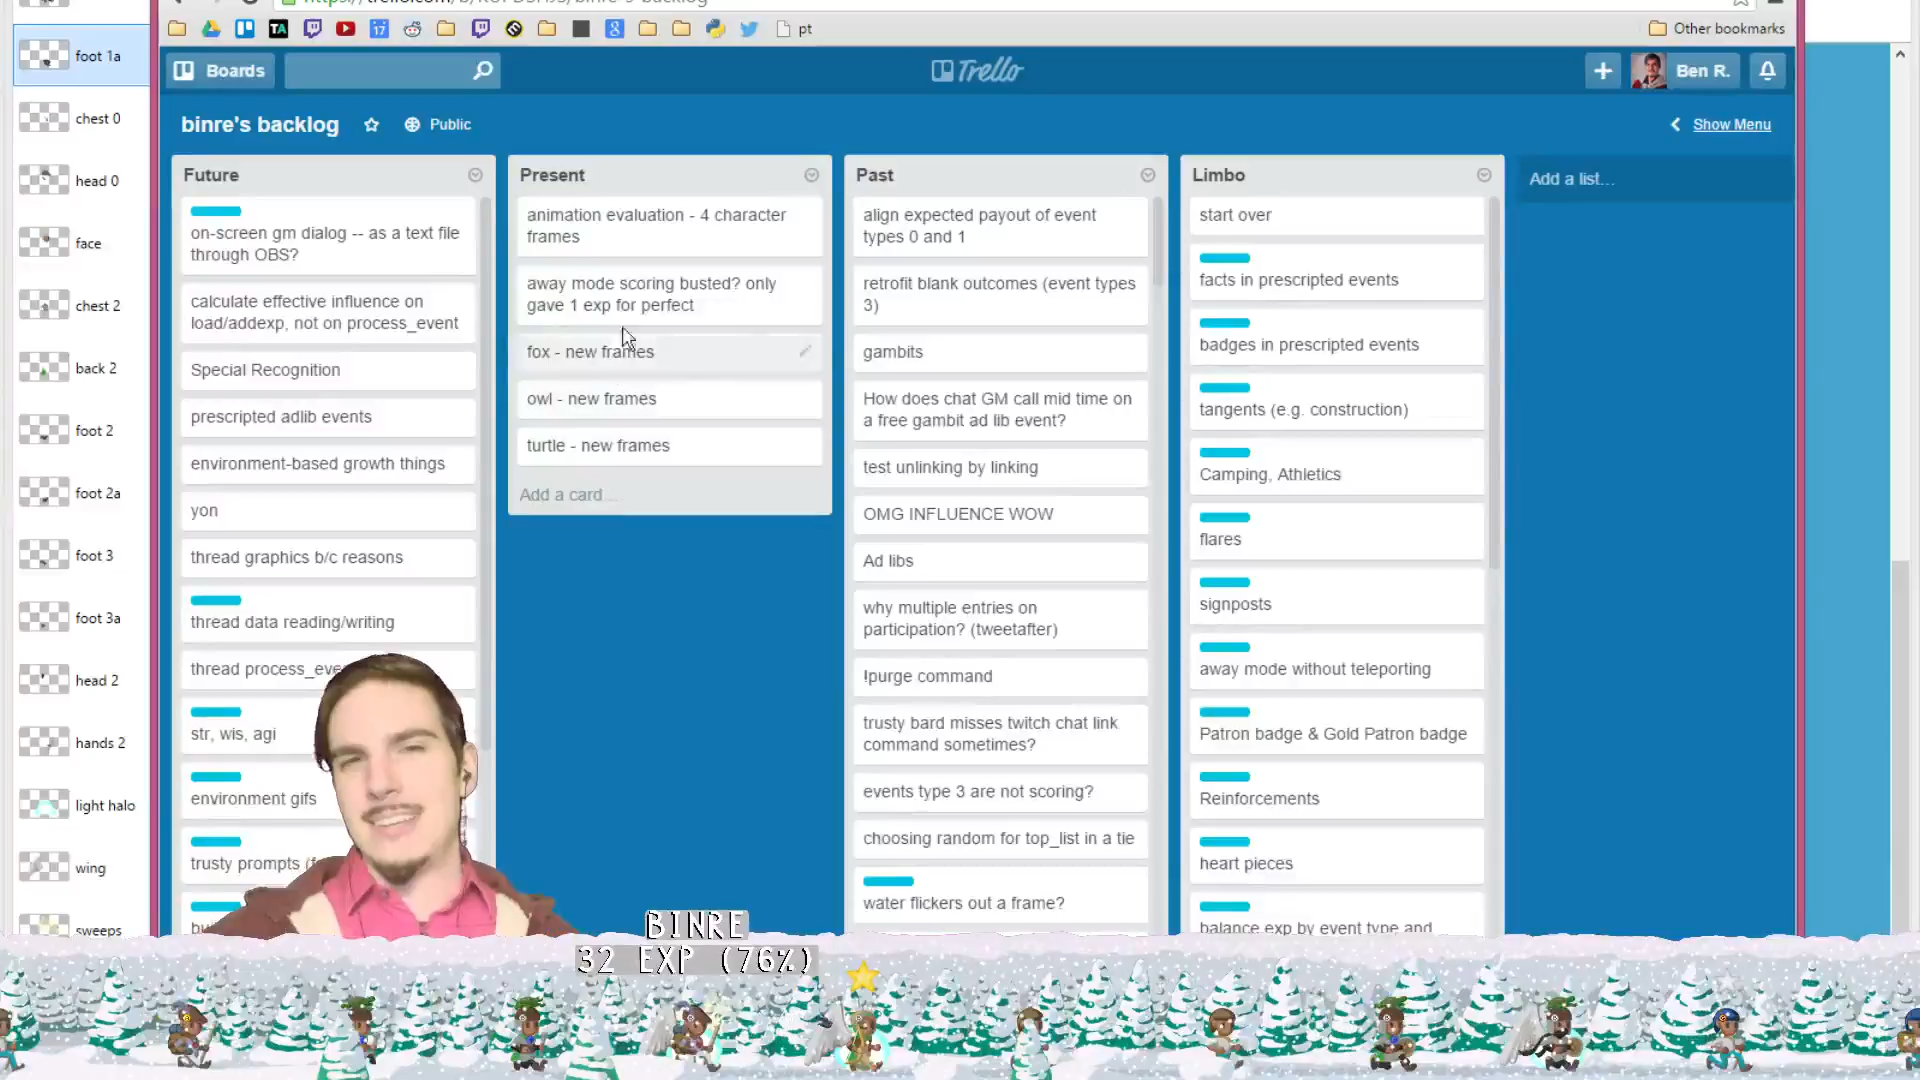 pt
Other bookmarks
Boards
Trello
Ben R.
binre's backlog
Public
Show Menu
Future
on-screen gm dialog -- as a text file
through OBS?
calculate effective influence on
load/addexp, not on process_event
Special Recognition
prescripted adlib events
environment-based growth things
yon
thread graphics b/c reasons
thread data reading/writing
thread
str, wis, agi
environment gifs
trusty prompts
Present
animation evaluation - 4 character
frames
away mode scoring busted? only
gave 1 exp for perfect
fox - new frames
owl - new frames
turtle - new frames
Add a card...
Past
align expected payout of event
types 0 and 1
retrofit blank outcomes (event types
3)
gambits
How does chat GM call mid time on
a free gambit ad lib event?
test unlinking by linking
OMG INFLUENCE WOW
Ad libs
why multiple entries on
participation? (tweetafter)
!purge command
trusty bard misses twitch chat link
command sometimes?
events type 3 are not scoring?
choosing random for top_list in a tie
water flickers out a frame?
Limbo
start over
facts in prescripted events
badges in prescripted events
tangents (e.g. construction)
Camping, Athletics
flares
signposts
away mode without teleporting
Patron badge & Gold Patron badge
Reinforcements
heart pieces
balance exp by event type and
Add a list...
foot 1a
chest 0
head 0
face
chest 2
back 2
foot 2
foot 2a
foot 3
foot 3a
head 2
hands 2
light halo
wing
sweeps
BINRE
32 EXP (76%)